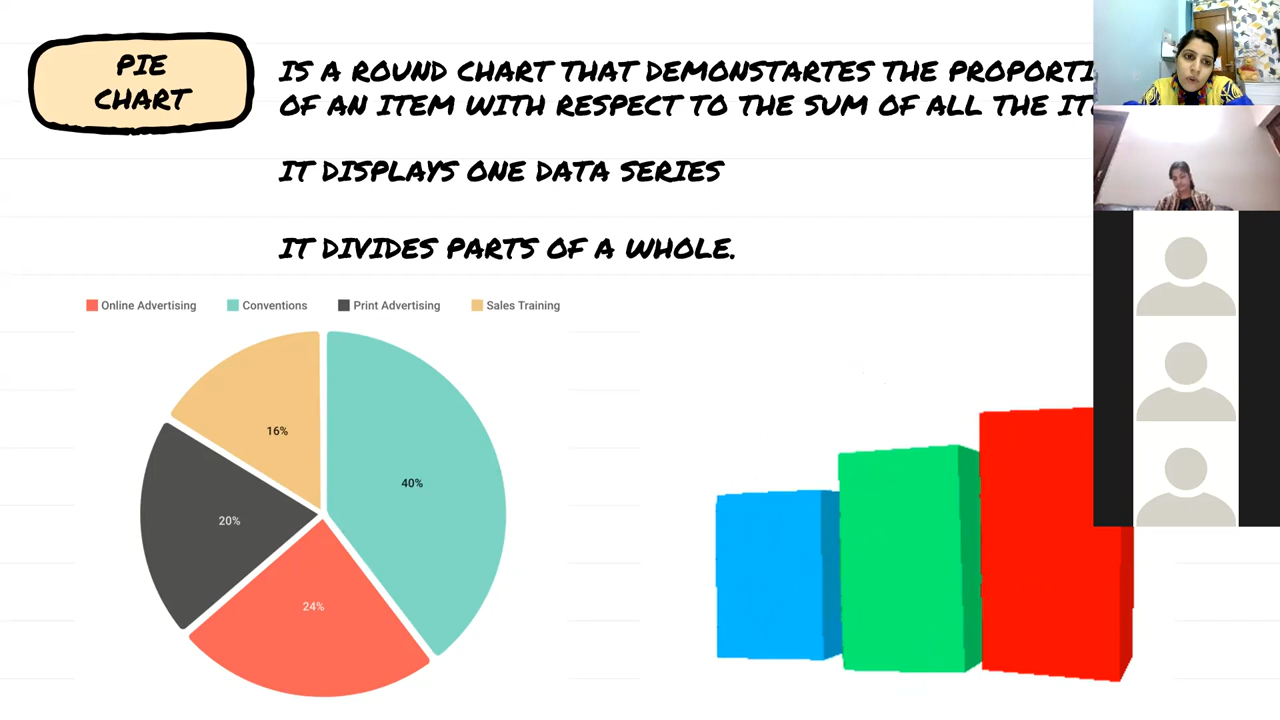 PIE
CHART
IS A ROUND CHART THAT DEMONSTARTES THE
OF AN ITEM WITH RESPECT TO THE SUM OF ALL THE
IT DISPLAYS ONE DATA SERIES
IT DIVIDES PARTS OF A WHOLE.
Online Advertising Conventions Print Advertising Sales Training
16%
40%
20%
24%